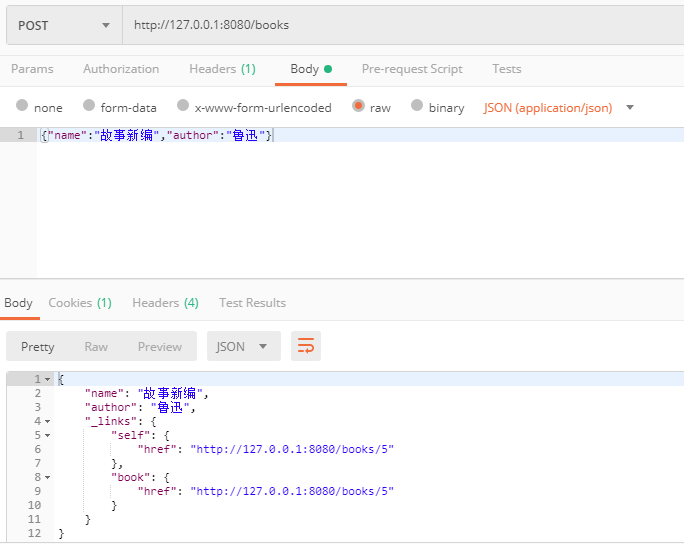 POST http://127.0.0.1:8080/books
Params Authorization Headers (1) Body Pre-request Script Tests
none form-data x-www-form-urlencoded raw binary JSON (application/json)
1 {"name":"故事新编","author":"鲁迅"}
Body Cookies (1) Headers (4) Test Results
Pretty Raw Preview JSON
1 {
2 "name": "故事新编",
3 "author": "鲁迅",
4 "_links": {
5 "self": {
6 "href": "http://127.0.0.1:8080/books/5"
7 },
8 "book": {
9 "href": "http://127.0.0.1:8080/books/5"
10 }
11 }
12 }